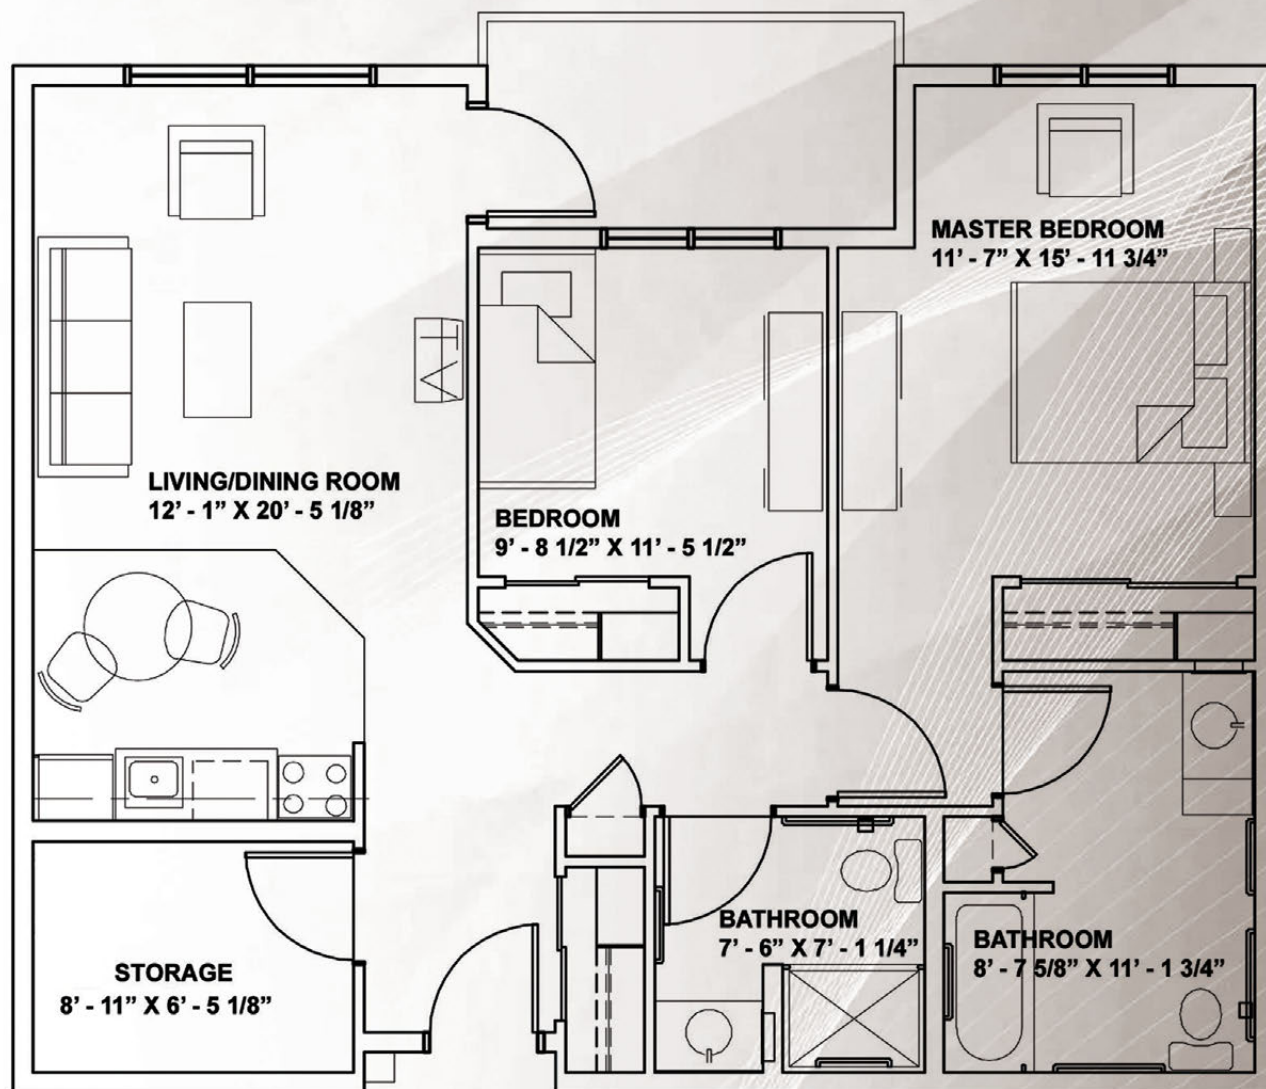 MASTER BEDROOM
11' - 7” X 15' - 11 3/4”
TV
LIVING/DINING ROOM
12' - 1” X 20' - 5 1/8”
BEDROOM
9' - 8 1/2” X 11' - 5 1/2”
BATHROOM
7' - 6” X 7' - 1 1/4”
BATHROOM
8' - 7 5/8” X 11' - 1 3/4”
STORAGE
8' - 11” X 6' - 5 1/8”